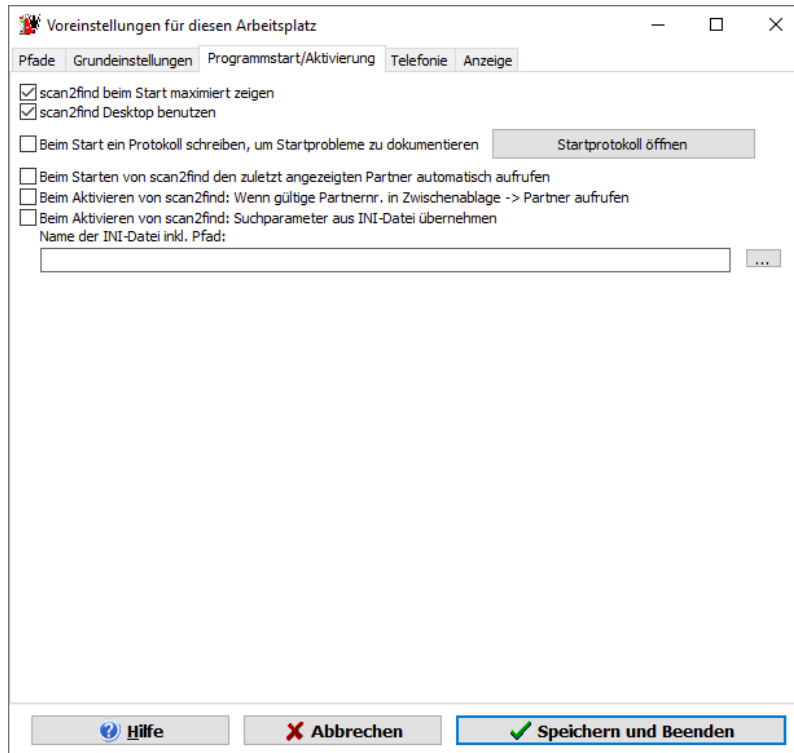 Voreinstellungen für diesen Arbeitsplatz
Pfade Grundeinstellungen Programmstart/Aktivierung Telefonie Anzeige
scan2find beim Start maximiert zeigen
scan2find Desktop benutzen
Beim Start ein Protokoll schreiben, um Startprobleme zu dokumentieren Startprotokoll öffnen
Beim Starten von scan2find den zuletzt angezeigten Partner automatisch aufrufen
Beim Aktivieren von scan2find: Wenn gültige Partnernr. in Zwischenablage -> Partner aufrufen
Beim Aktivieren von scan2find: Suchparameter aus INI-Datei übernehmen
Name der INI-Datei inkl. Pfad:
...
Hilfe Abbrechen Speichern und Beenden